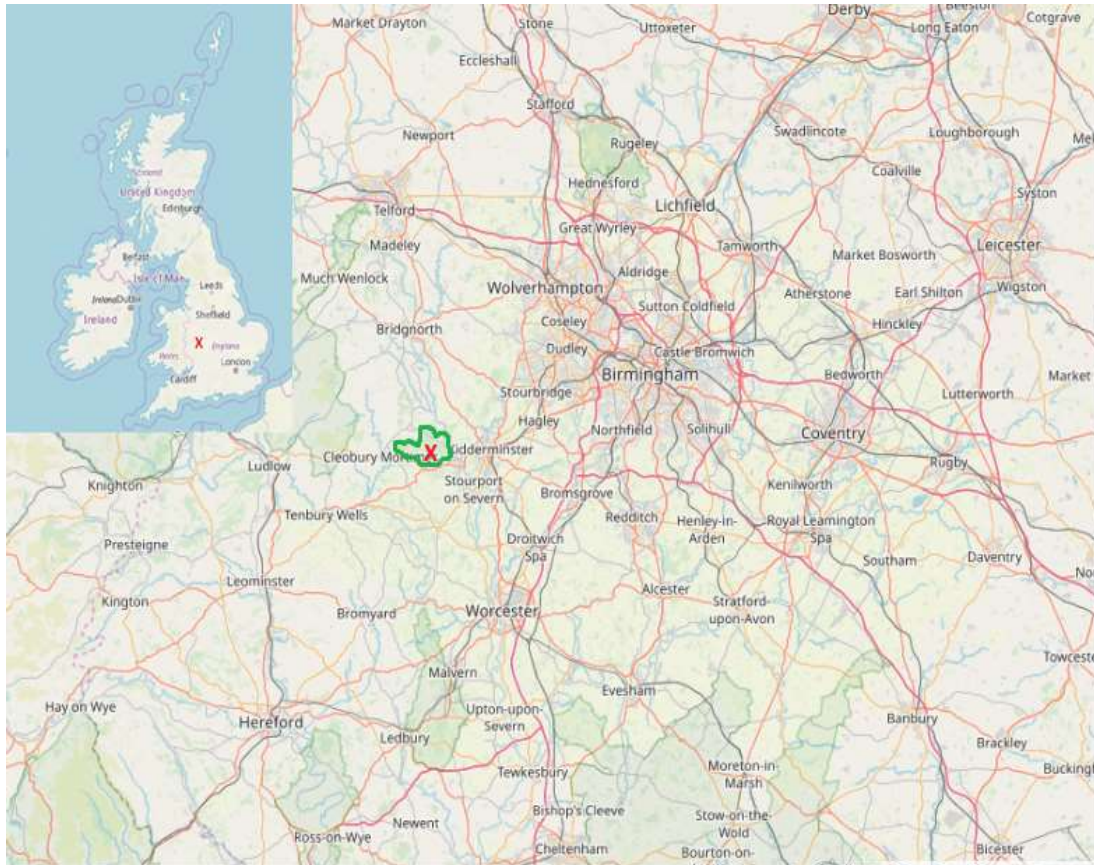 Derby
Beeston
Cotgrave
Market Drayton
Stone
Uttoxeter
Long Eaton
Eccleshall
Stafford
Newport
Rugeley
Swadlincote
Loughborough
Coalville
Hednesford
Syston
Telford
Lichfield
Great Wyrley
Madeley
Tamworth
Market Bosworth
Leicester
Much Wenlock
Aldridge
Wolverhampton
Sutton Coldfield
Atherstone
Earl Shilton
Wigston
Bridgnorth
Coseley
Hinckley
Dudley
Castle Bromwich
Birmingham
Bedworth
Market
Stourbridge
Lutterworth
Hagley
Northfield
Solihull
Coventry
Kidderminster
Ludlow
Cleobury Mor
Rugby
Knighton
Stourport
on Severn
Bromsgrove
Kenilworth
Tenbury Wells
Redditch
Henley-in-
Arden
Royal Leamington
Spa
Presteigne
Droitwich
Spa
Southam
Daventry
Leominster
Alcester
Kington
Bromyard
Worcester
Stratford-
upon-Avon
Towcester
Malvern
Evesham
Hay on Wye
Hereford
Upton-upon-
Severn
Banbury
Ledbury
Brackley
Tewkesbury
Moreton-in-
Marsh
Bucking
Bishop's Cleeve
Newent
Stow-on-the-
Wold
Ross-on-Wye
Cheltenham
Bourton-on-
Bicester
X
United Kingdom
Edinburgh
Belfast
Isle of Man
Leeds
Ireland
Dublin
Ireland
Sheffield
X
England
London
Cardiff